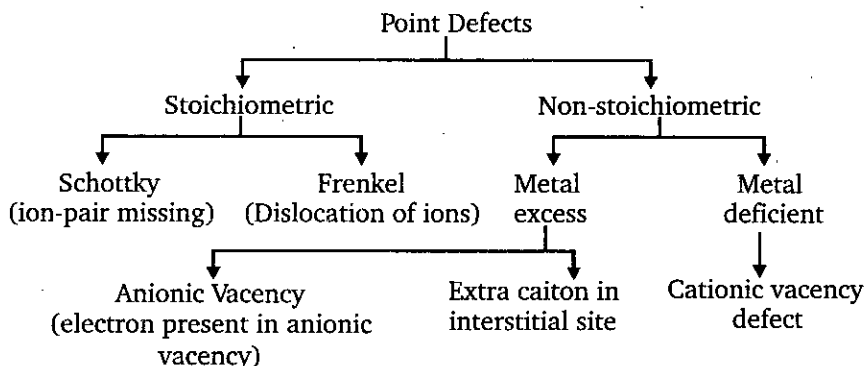 Point Defects
Stoichiometric
Non-stoichiometric
Schottky
(ion-pair missing)
Frenkel
(Dislocation of ions)
Metal
excess
Metal
deficient
Anionic Vacency
(electron present in anionic
vacency)
Extra caiton in
interstitial site
Cationic vacency
defect